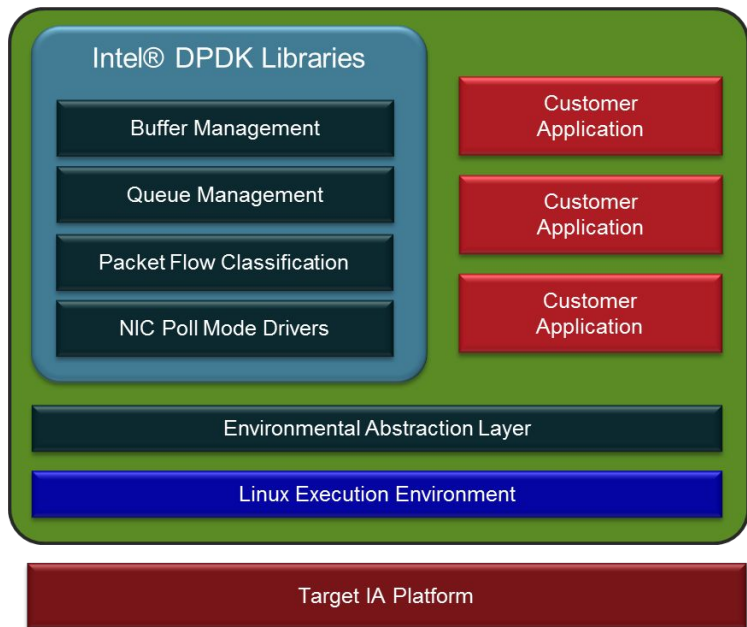 Intel® DPDK Libraries
Buffer Management
Queue Management
Packet Flow Classification
NIC Poll Mode Drivers
Customer
Application
Customer
Application
Customer
Application
Environmental Abstraction Layer
Linux Execution Environment
Target IA Platform